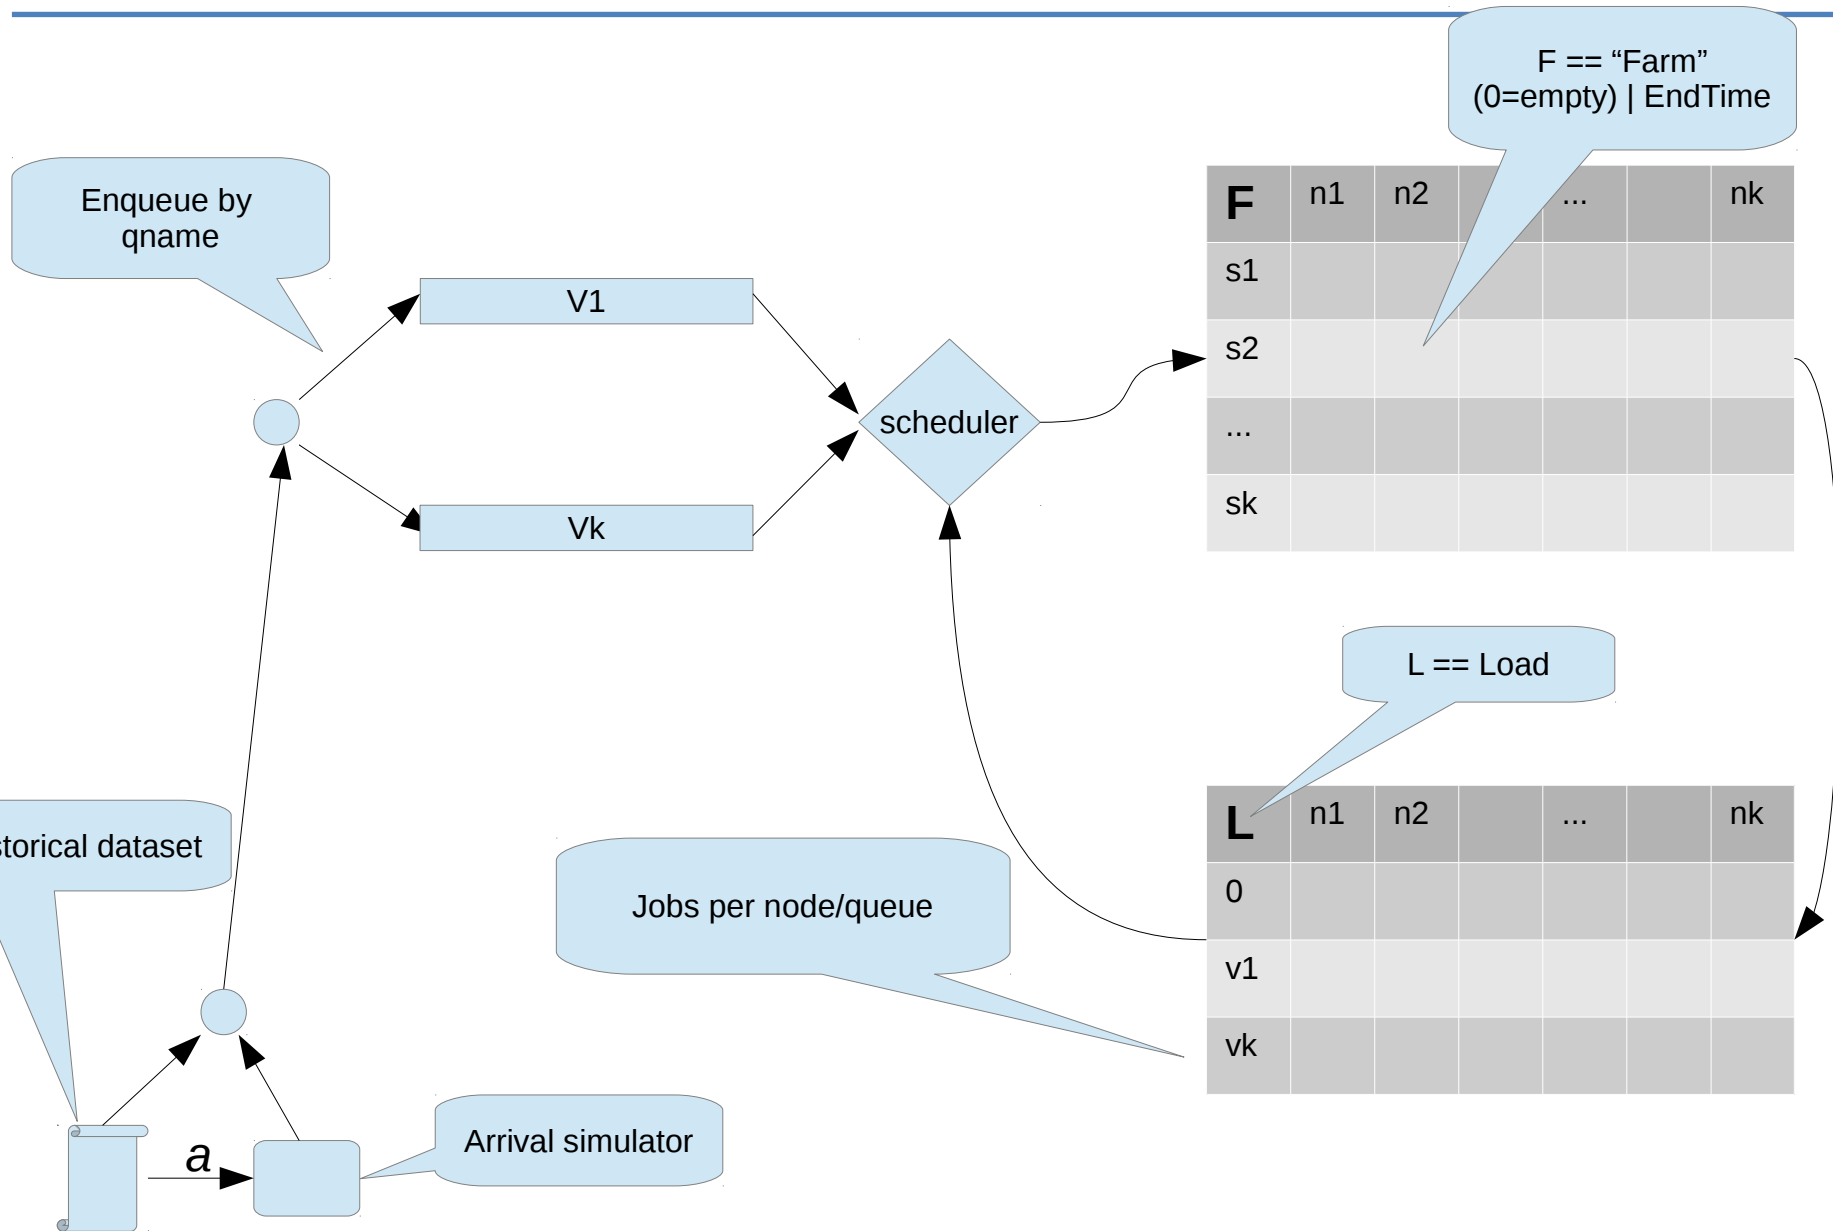 F == “Farm”
(0=empty) | EndTime
Enqueue by
qname
F n1 n2 ... nk
s1
s2
...
sk
V1
scheduler
Vk
L == Load
L n1 n2 ... nk
0
v1
vk
dataset
Jobs per node/queue
Arrival simulator
a